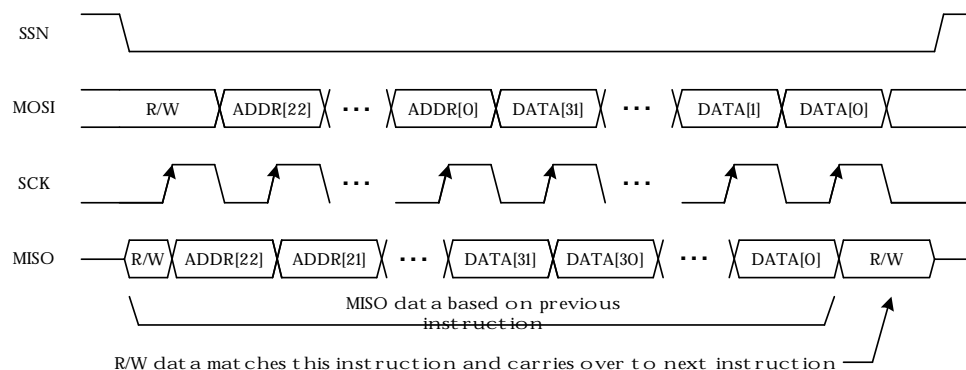 SSN
MOSI R/W ADDR[22] ... ADDR[0] DATA[31] ... DATA[1] DATA[0]
SCK ... ...
MISO R/W ADDR[22] ADDR[21] ... DATA[31] DATA[30] ... DATA[0] R/W
MISO data based on previous
instruction
R/W data matches this instruction and carries over to next instruction